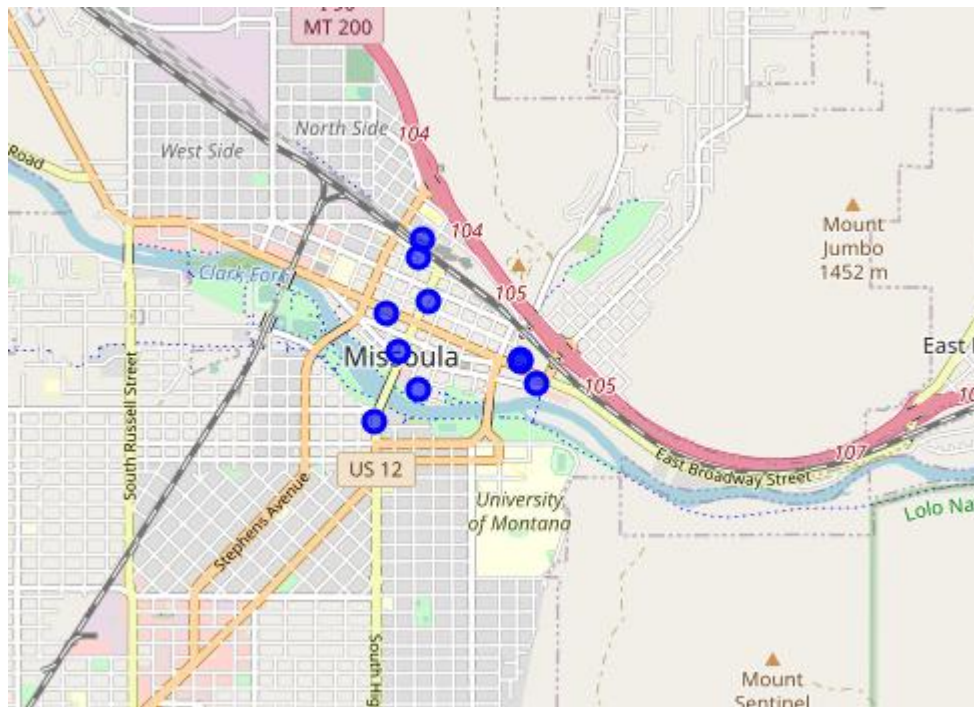 MT 200
104
North Side
West Side
Road
104
Mount
Jumbo
1452 m
Clark Fork
105
Missoula
East
105
South Russell Street
107
US 12
East Broadway Street
Stephens Avenue
University
of Montana
Lolo Na
South Hig
Mount
Sentinel